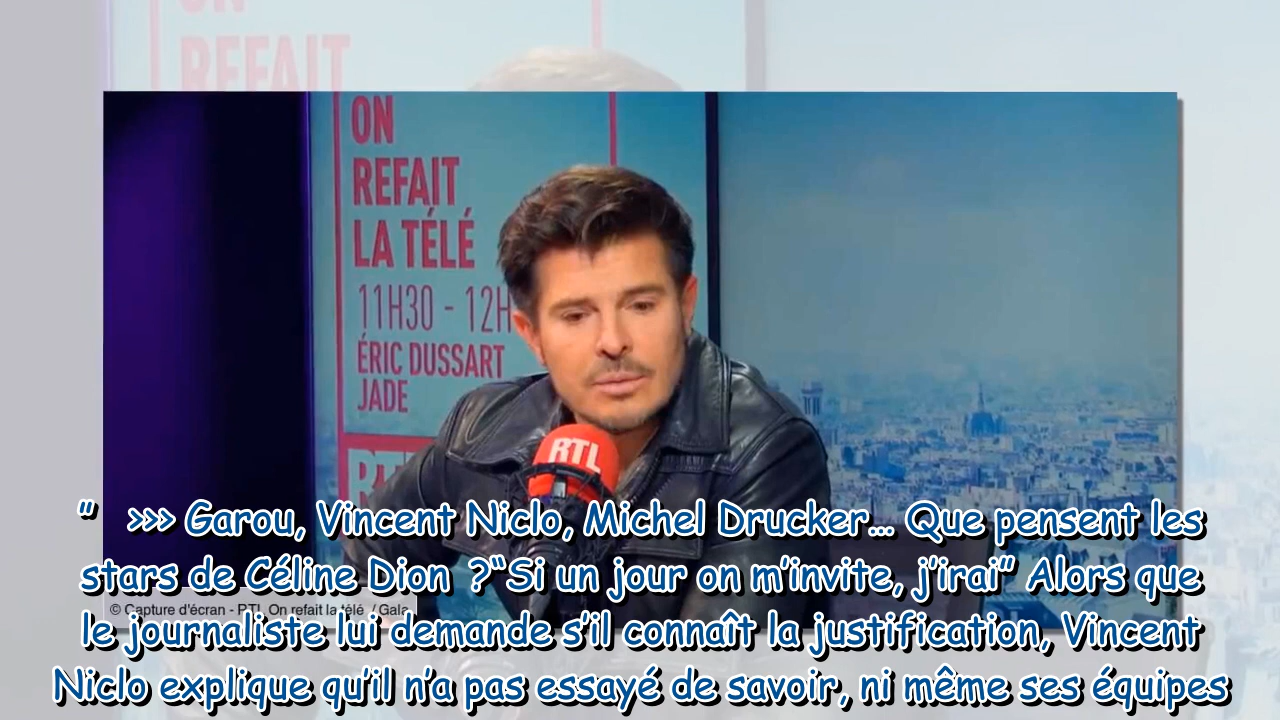 ON
REFAIT
ON
REFAIT
LA TÉLÉ
11H30 - 12H
ÉRIC DUSSART
JADE
RTL
RTL
” >>> Garou, Vincent Niclo, Michel Drucker... Que pensent les
stars de Céline Dion ?“Si un jour on m’invite, j’irai” Alors que
© Capture d'écran - RTL, On refait la télé / Gala
le journaliste lui demande s’il connaît la justification, Vincent
Niclo explique qu’il n’a pas essayé de savoir, ni même ses équipes